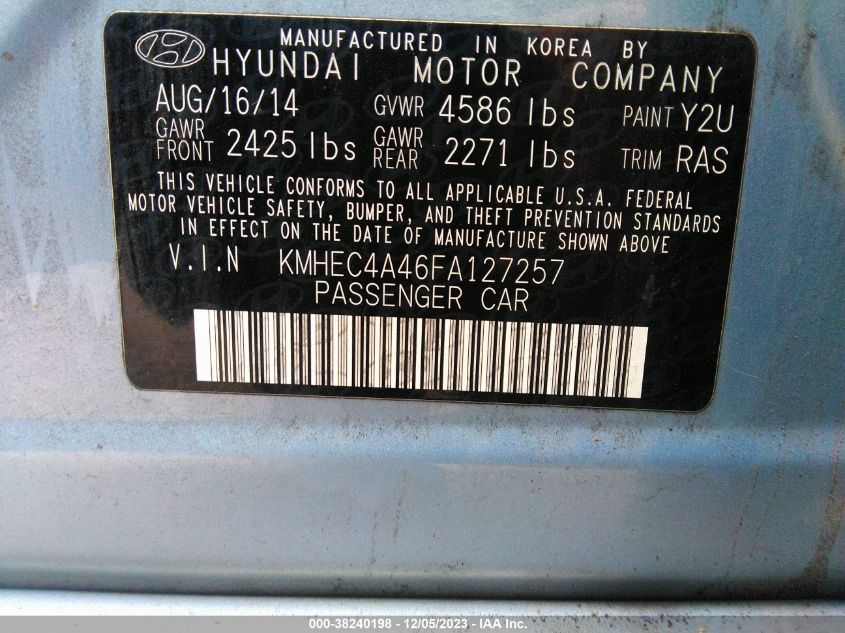 MANUFACTURED IN KOREA BY
HYUNDAI MOTOR COMPANY
AUG/16/14 GVWR 4586 lbs PAINT Y2U
GAWR FRONT 2425 lbs GAWR REAR 2271 lbs TRIM RAS
THIS VEHICLE CONFORMS TO ALL APPLICABLE U.S.A. FEDERAL
MOTOR VEHICLE SAFETY, BUMPER, AND THEFT PREVENTION STANDARDS
IN EFFECT ON THE DATE OF MANUFACTURE SHOWN ABOVE
V.I.N KMHEC4A46FA127257
PASSENGER CAR
000-38240198 - 12/05/2023 - IAA Inc.